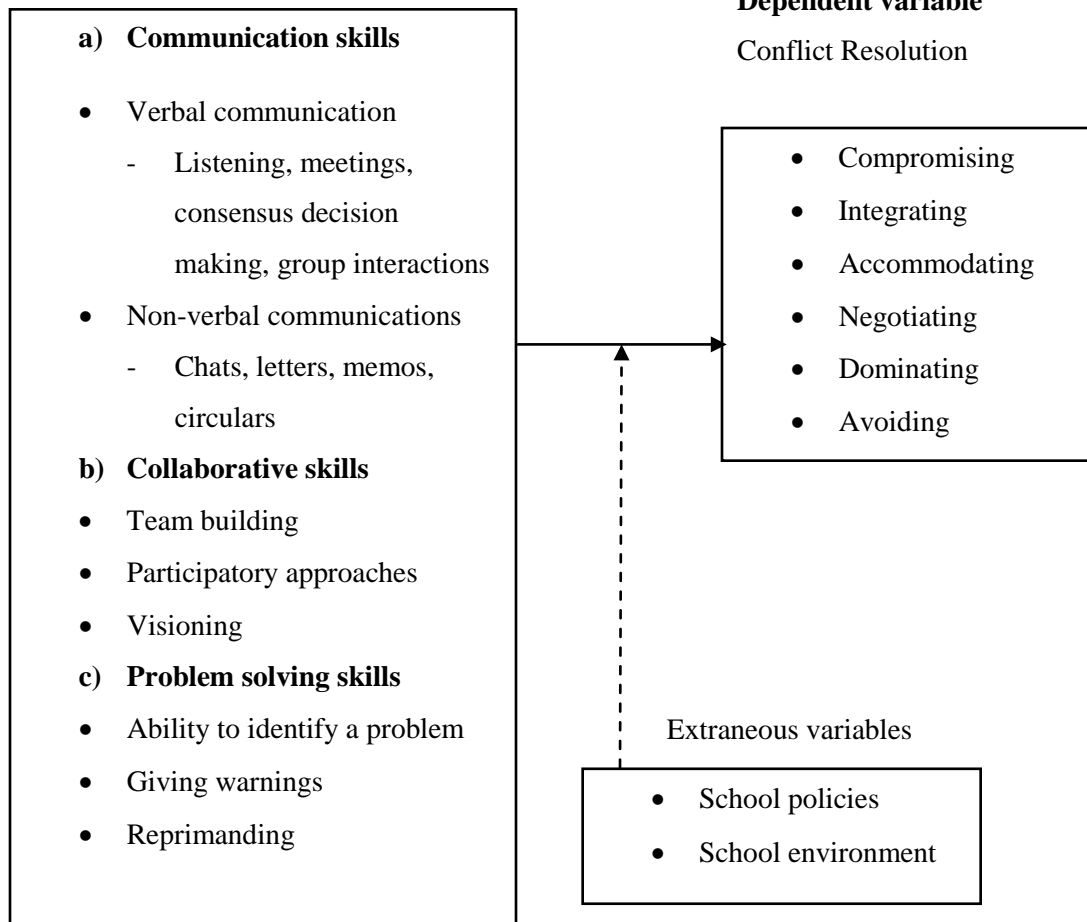 a) Communication skills
• Verbal communication
- Listening, meetings,
consensus decision
making, group interactions
• Non-verbal communications
- Chats, letters, memos,
circulars
b) Collaborative skills
• Team building
• Participatory approaches
• Visioning
c) Problem solving skills
• Ability to identify a problem
• Giving warnings
• Reprimanding
Dependent variable
Conflict Resolution
• Compromising
• Integrating
• Accommodating
• Negotiating
• Dominating
• Avoiding
Extraneous variables
• School policies
• School environment